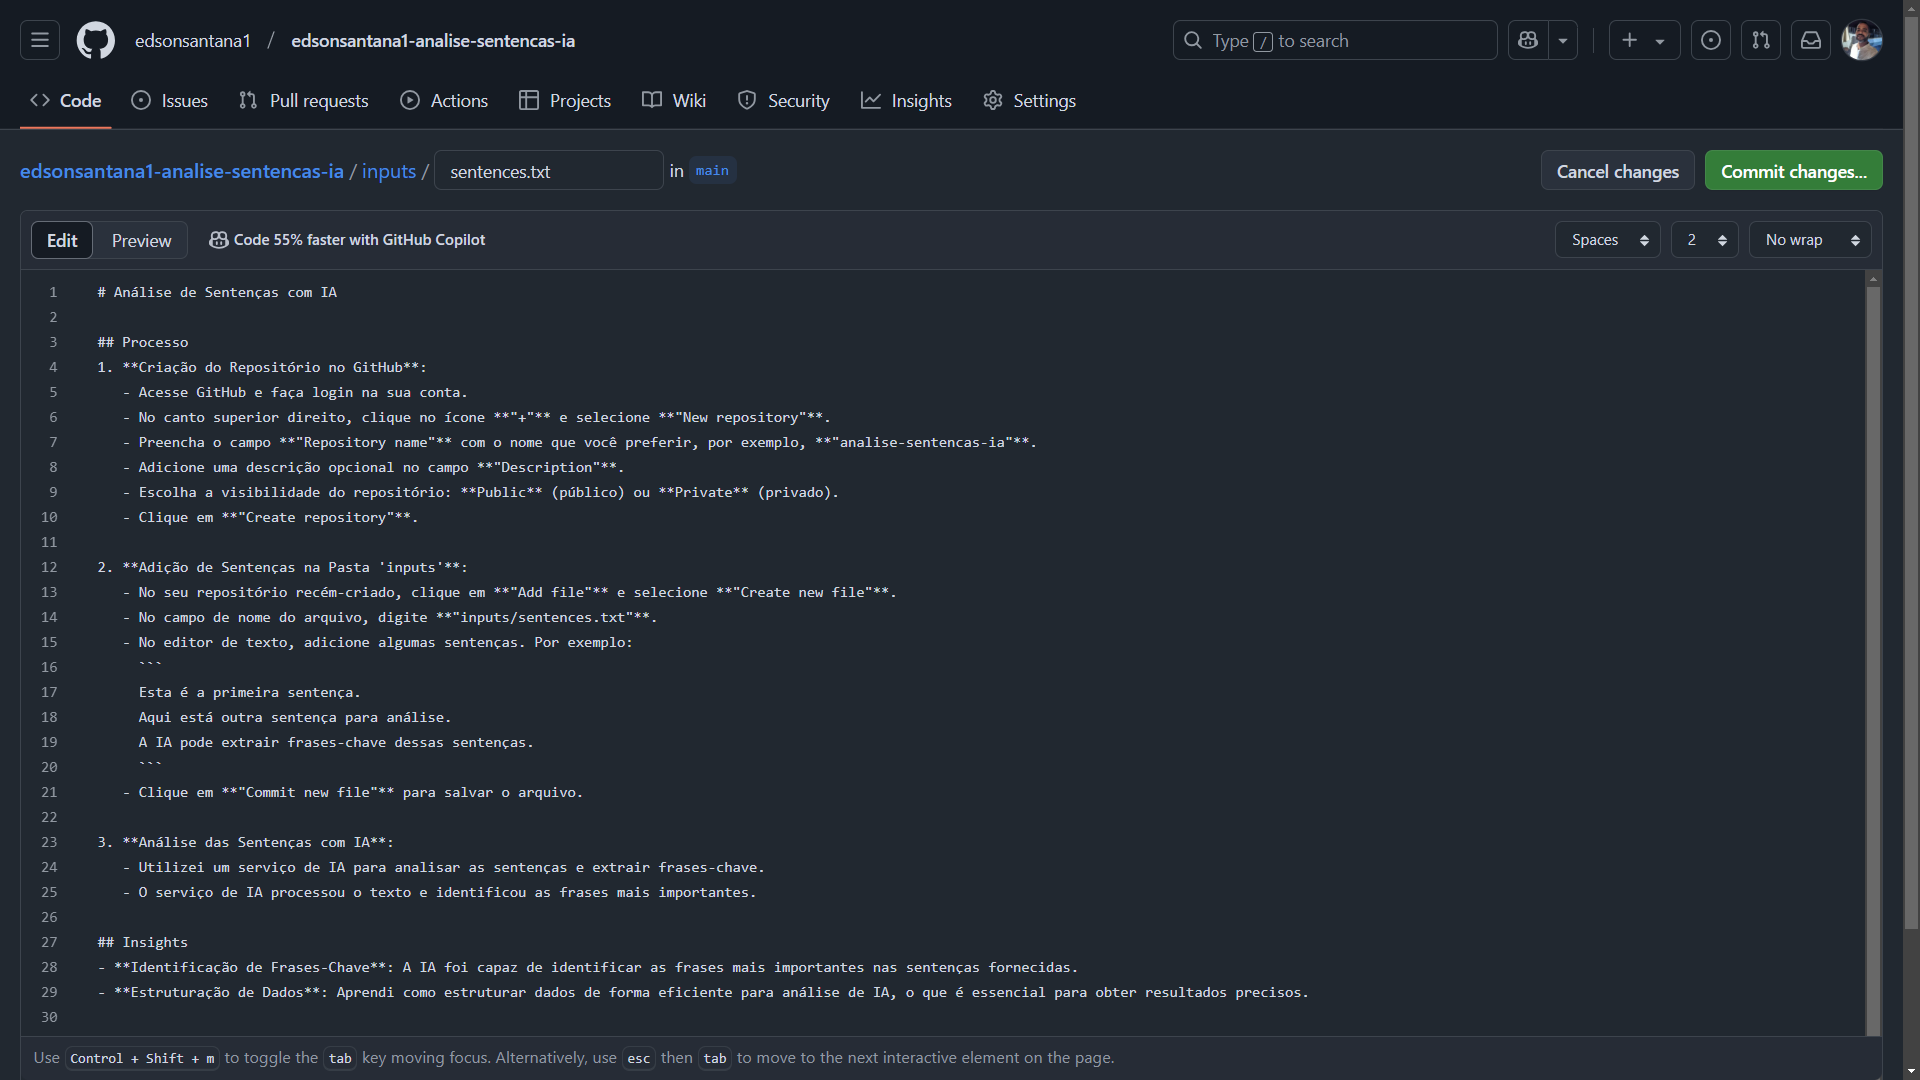 edsonsantana1 / edsonsantana1-analise-sentencas-ia
Type / to search
Code
Issues
Pull requests
Actions
Projects
Wiki
Security
Insights
Settings
edsonsantana1-analise-sentencas-ia / inputs / sentences.txt in main
Cancel changes
Commit changes...
Edit
Preview
Code 55% faster with GitHub Copilot
Spaces
2
No wrap
1 # Análise de Sentenças com IA
2
3 ## Processo
4 1. **Criação do Repositório no GitHub**:
5 - Acesse GitHub e faça login na sua conta.
6 - No canto superior direito, clique no ícone **"+"** e selecione **"New repository"**.
7 - Preencha o campo **"Repository name"** com o nome que você preferir, por exemplo, **"analise-sentencas-ia"**.
8 - Adicione uma descrição opcional no campo **"Description"**.
9 - Escolha a visibilidade do repositório: **Public** (público) ou **Private** (privado).
10 - Clique em **"Create repository"**.
11
12 2. **Adição de Sentenças na Pasta 'inputs'**:
13 - No seu repositório recém-criado, clique em **"Add file"** e selecione **"Create new file"**.
14 - No campo de nome do arquivo, digite **"inputs/sentences.txt"**.
15 - No editor de texto, adicione algumas sentenças. Por exemplo:
16 ```
17 Esta é a primeira sentença.
18 Aqui está outra sentença para análise.
19 A IA pode extrair frases-chave dessas sentenças.
20 ```
21 - Clique em **"Commit new file"** para salvar o arquivo.
22
23 3. **Análise das Sentenças com IA**:
24 - Utilizei um serviço de IA para analisar as sentenças e extrair frases-chave.
25 - O serviço de IA processou o texto e identificou as frases mais importantes.
26
27 ## Insights
28 - **Identificação de Frases-Chave**: A IA foi capaz de identificar as frases mais importantes nas sentenças fornecidas.
29 - **Estruturação de Dados**: Aprendi como estruturar dados de forma eficiente para análise de IA, o que é essencial para obter resultados precisos.
30
Use Control + Shift + m to toggle the tab key moving focus. Alternatively, use esc then tab to move to the next interactive element on the page.